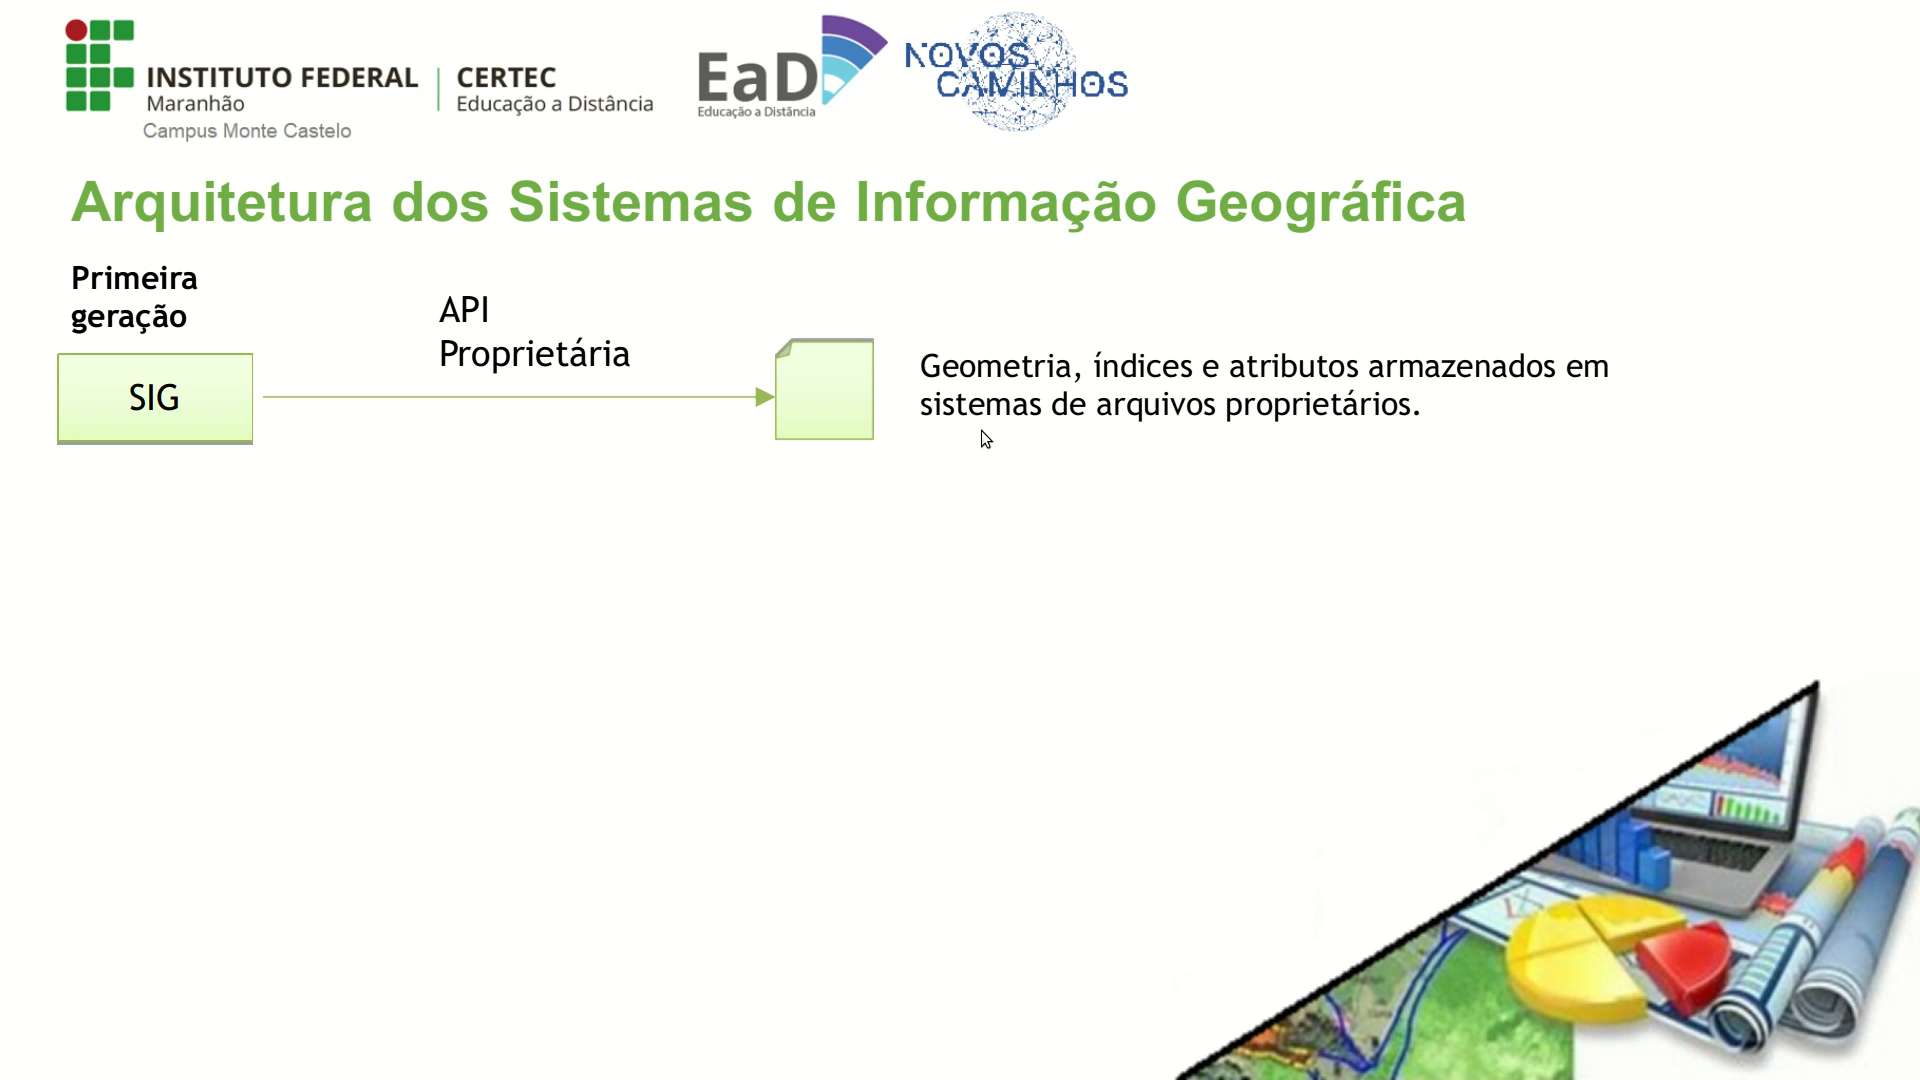 INSTITUTO FEDERAL
Maranhão
Campus Monte Castelo
CERTEC
Educação a Distância
EaD
Educação a Distância
NOVOS
CAMINHOS
Arquitetura dos Sistemas de Informação Geográfica
Primeira
geração
API
Proprietária
SIG
Geometria, índices e atributos armazenados em
sistemas de arquivos proprietários.